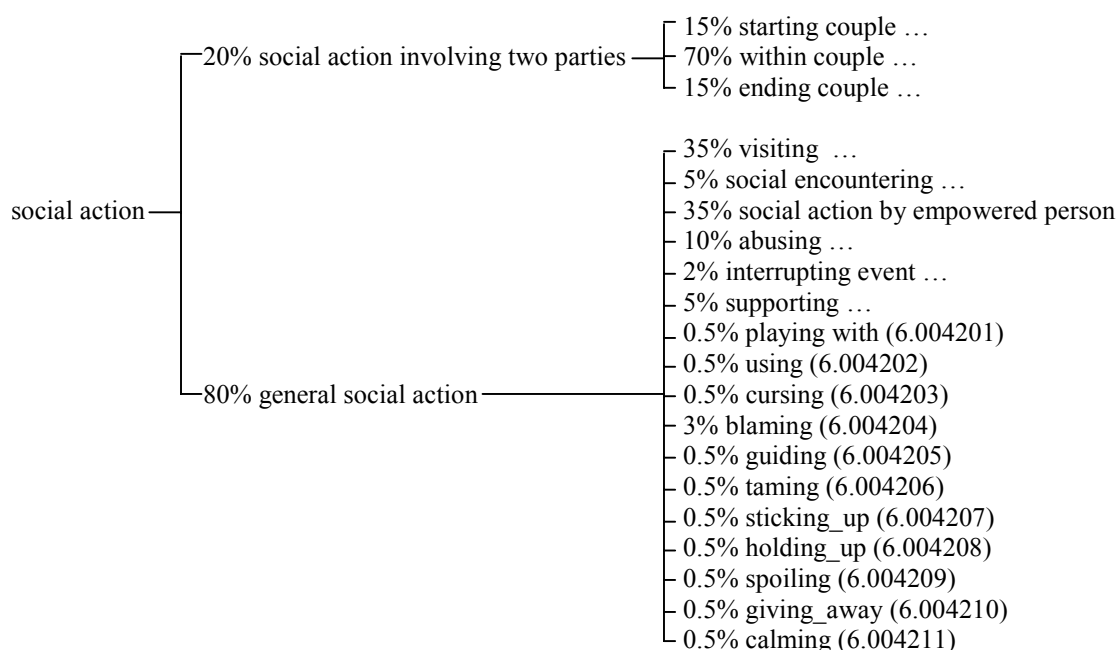 social action
20% social action involving two parties
15% starting couple …
70% within couple …
15% ending couple …
80% general social action
35% visiting …
5% social encountering …
35% social action by empowered person
10% abusing …
2% interrupting event …
5% supporting …
0.5% playing with (6.004201)
0.5% using (6.004202)
0.5% cursing (6.004203)
3% blaming (6.004204)
0.5% guiding (6.004205)
0.5% taming (6.004206)
0.5% sticking_up (6.004207)
0.5% holding_up (6.004208)
0.5% spoiling (6.004209)
0.5% giving_away (6.004210)
0.5% calming (6.004211)